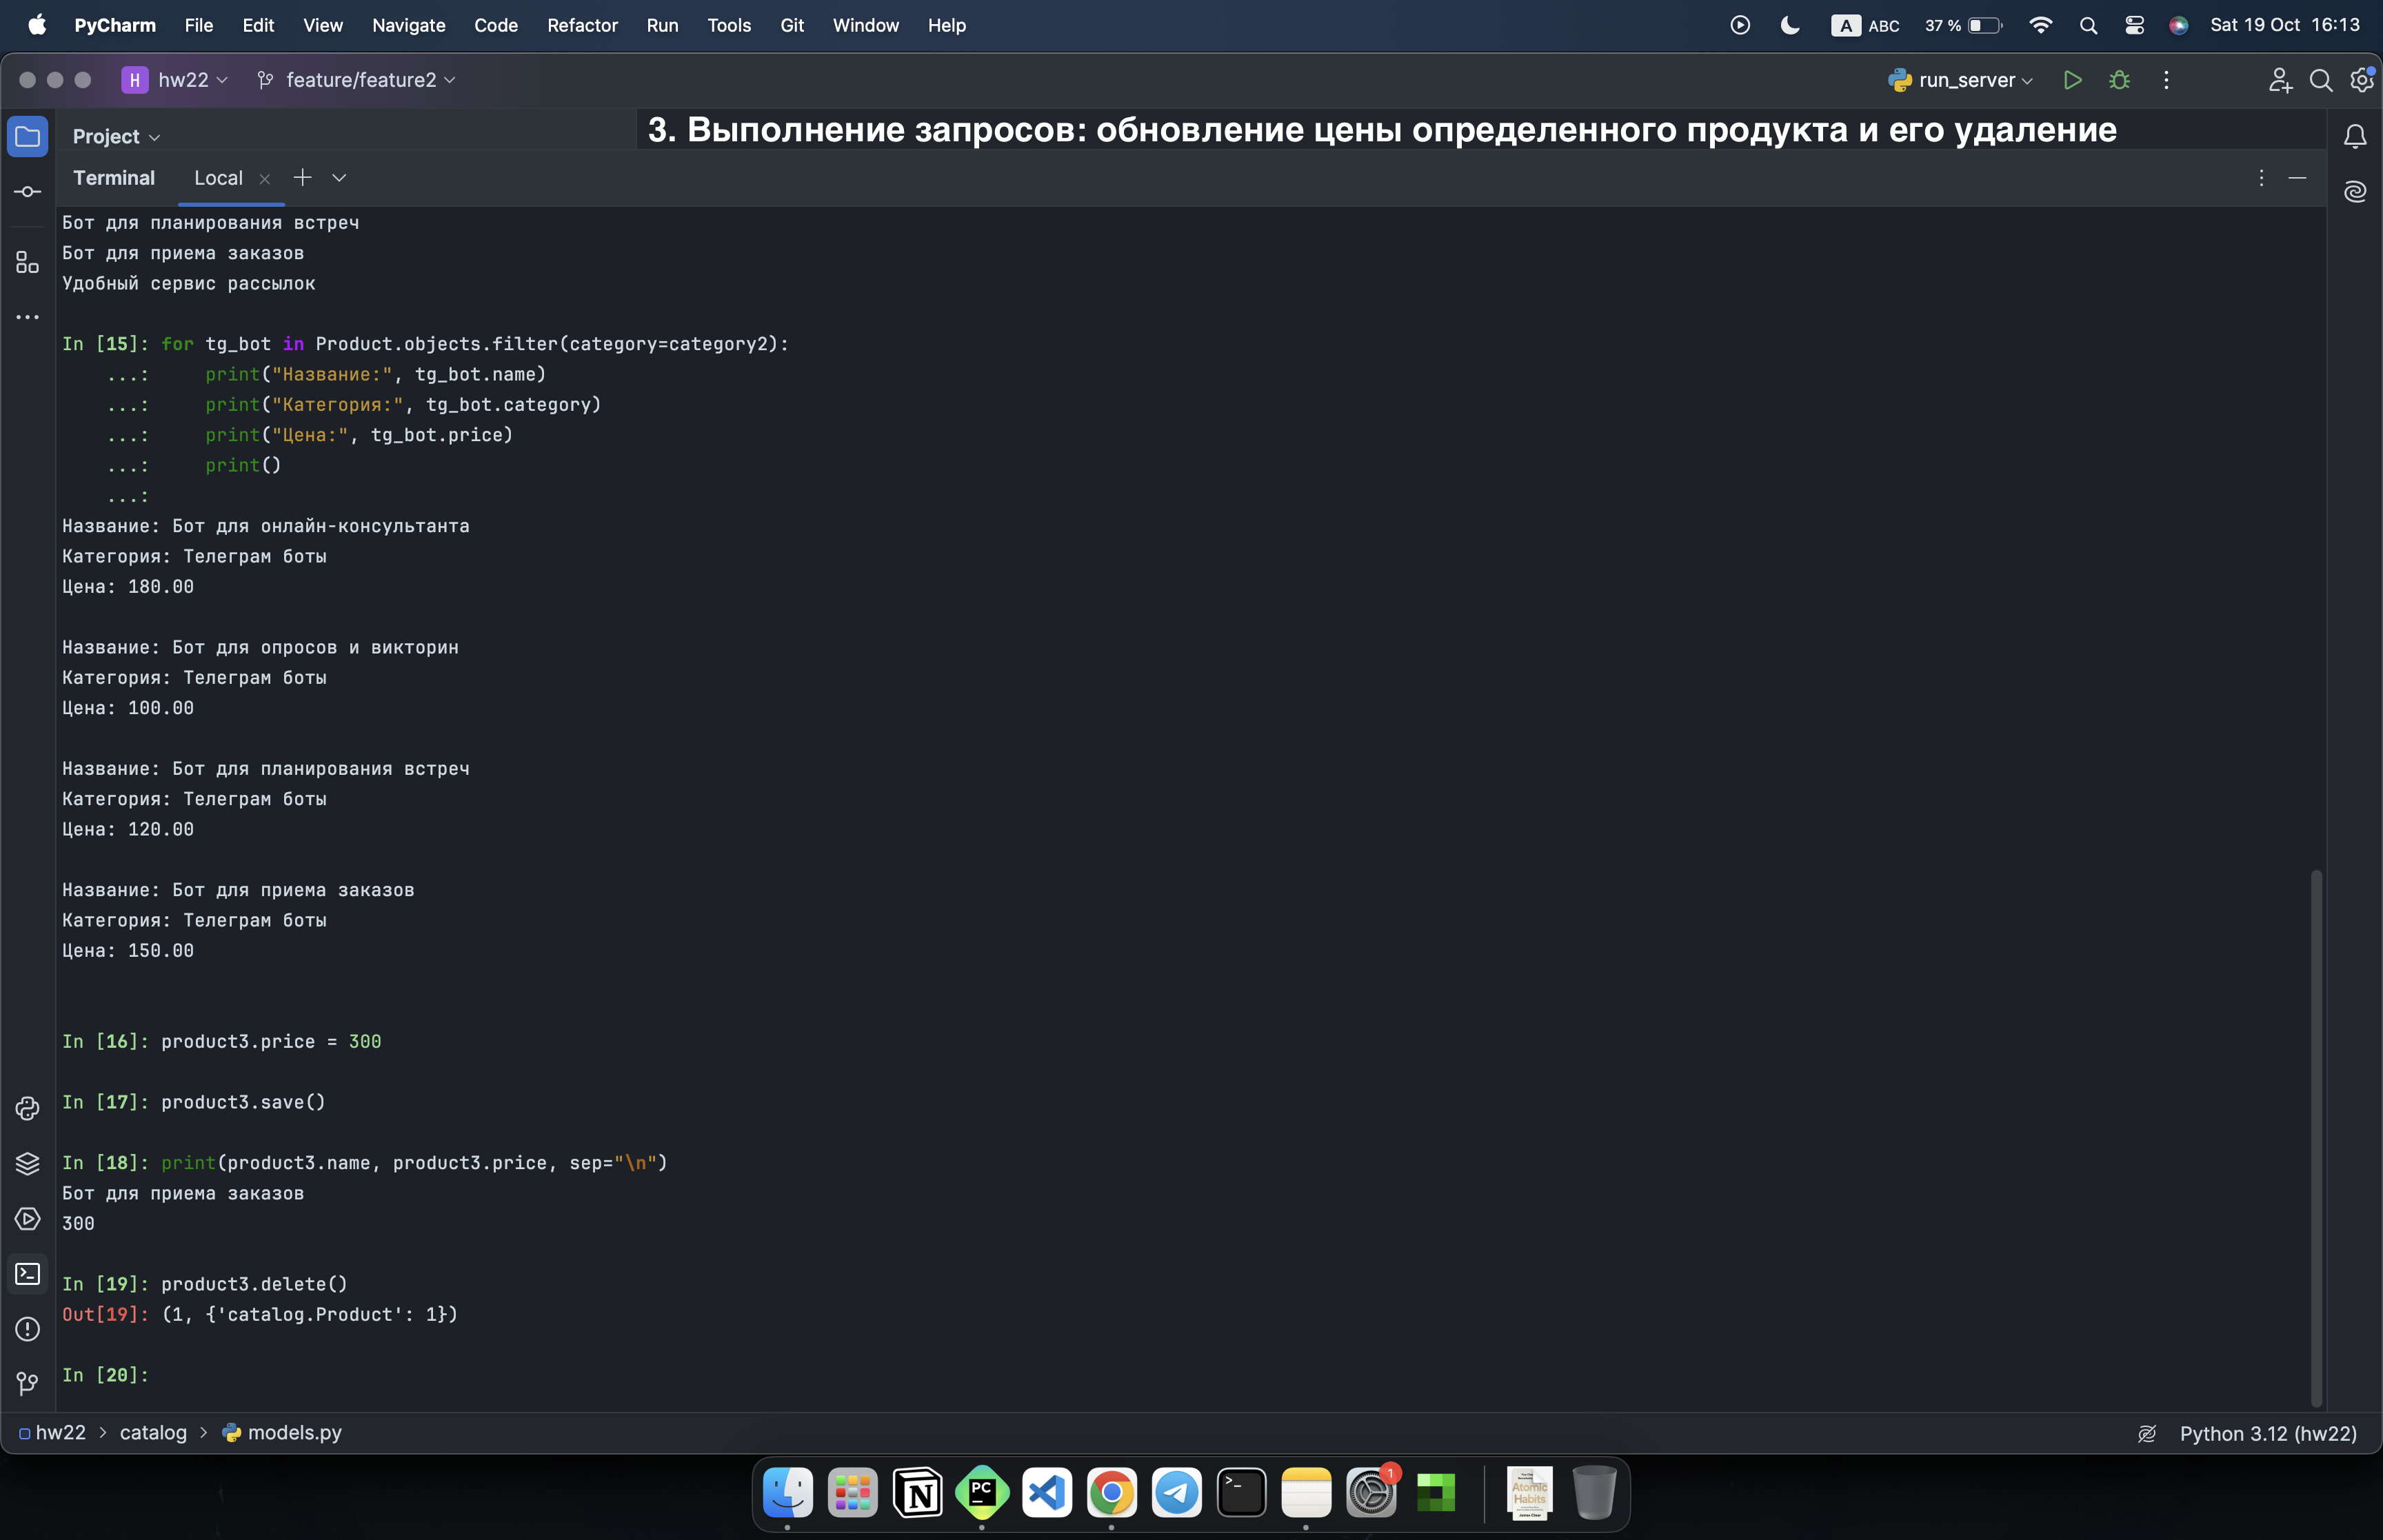 PyCharm File Edit View Navigate Code Refactor Run Tools Git Window Help A ABC 37 % Sat 19 Oct 16:13
H hw22 feature/feature2 run_server
Project 3. Выполнение запросов: обновление цены определенного продукта и его удаление
Terminal Local
Бот для планирования встреч
Бот для приема заказов
Удобный сервис рассылок
In [15]: for tg_bot in Product.objects.filter(category=category2):
...: print("Название:", tg_bot.name)
...: print("Категория:", tg_bot.category)
...: print("Цена:", tg_bot.price)
...: print()
...:
Название: Бот для онлайн-консультанта
Категория: Телеграм боты
Цена: 180.00
Название: Бот для опросов и викторин
Категория: Телеграм боты
Цена: 100.00
Название: Бот для планирования встреч
Категория: Телеграм боты
Цена: 120.00
Название: Бот для приема заказов
Категория: Телеграм боты
Цена: 150.00
In [16]: product3.price = 300
In [17]: product3.save()
In [18]: print(product3.name, product3.price, sep="\n")
Бот для приема заказов
300
In [19]: product3.delete()
Out[19]: (1, {'catalog.Product': 1})
In [20]:
hw22 > catalog > models.py Python 3.12 (hw22)
PC
1
Atomic
Habits
James Clear